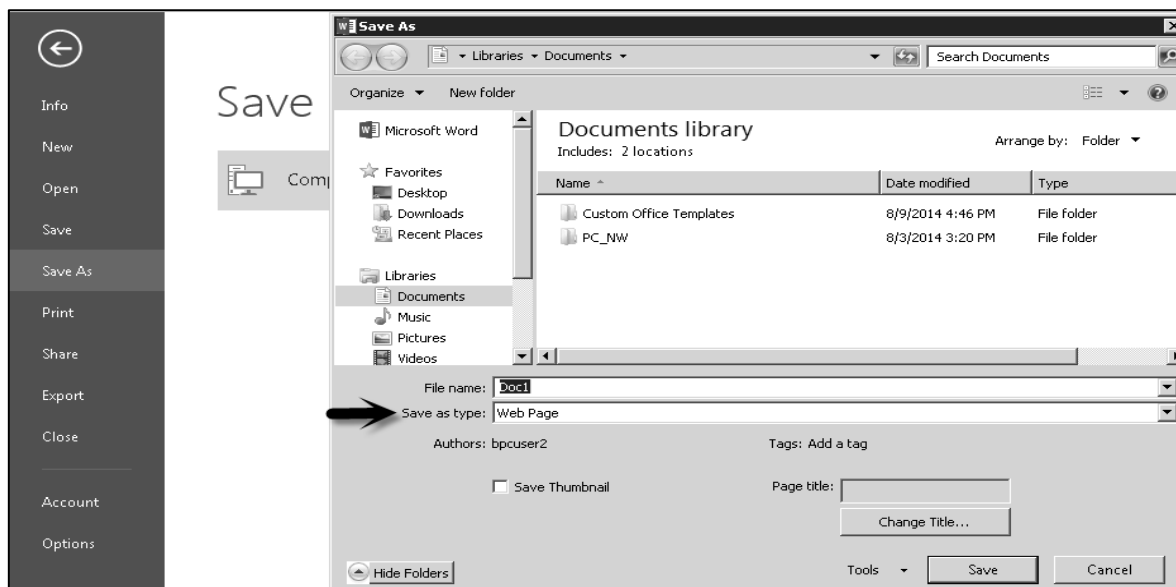 Save As
Libraries Documents
Search Documents
Organize New folder
Info
New
Open
Save
Save As
Print
Share
Export
Close
Account
Options
Save
Microsoft Word
Favorites
Desktop
Downloads
Recent Places
Libraries
Documents
Music
Pictures
Videos
Documents library
Includes: 2 locations
Arrange by: Folder
Name Date modified Type
Custom Office Templates 8/9/2014 4:46 PM File folder
PC_NW 8/3/2014 3:20 PM File folder
File name: Doc1
Save as type: Web Page
Authors: bpcuser2 Tags: Add a tag
Save Thumbnail Page title:
Change Title...
Hide Folders Tools Save Cancel